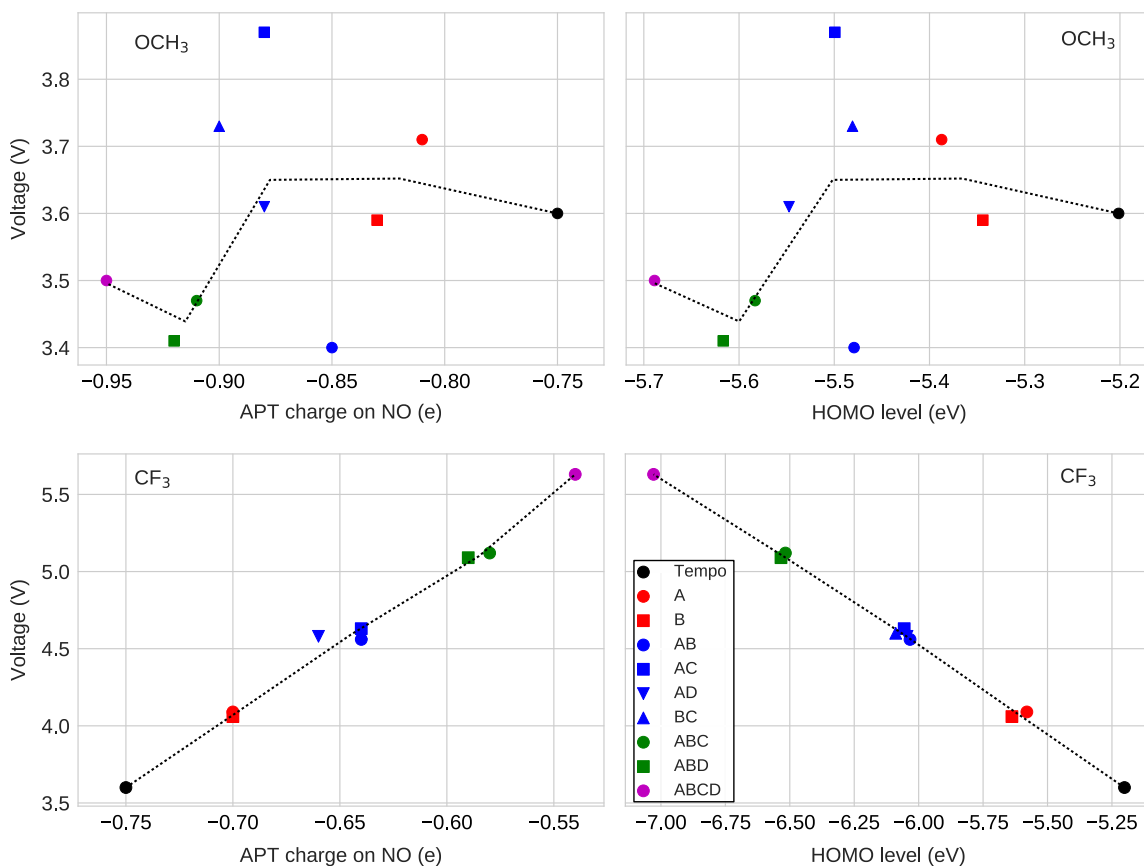 OCH₃
OCH₃
3.8
3.7
3.6
3.5
3.4
Voltage (V)
−0.95 −0.90 −0.85 −0.80 −0.75
−5.7 −5.6 −5.5 −5.4 −5.3 −5.2
APT charge on NO (e)
HOMO level (eV)
CF₃
CF₃
5.5
5.0
4.5
4.0
3.5
Voltage (V)
Tempo
A
B
AB
AC
AD
BC
ABC
ABD
ABCD
−0.75 −0.70 −0.65 −0.60 −0.55
−7.00 −6.75 −6.50 −6.25 −6.00 −5.75 −5.50 −5.25
APT charge on NO (e)
HOMO level (eV)